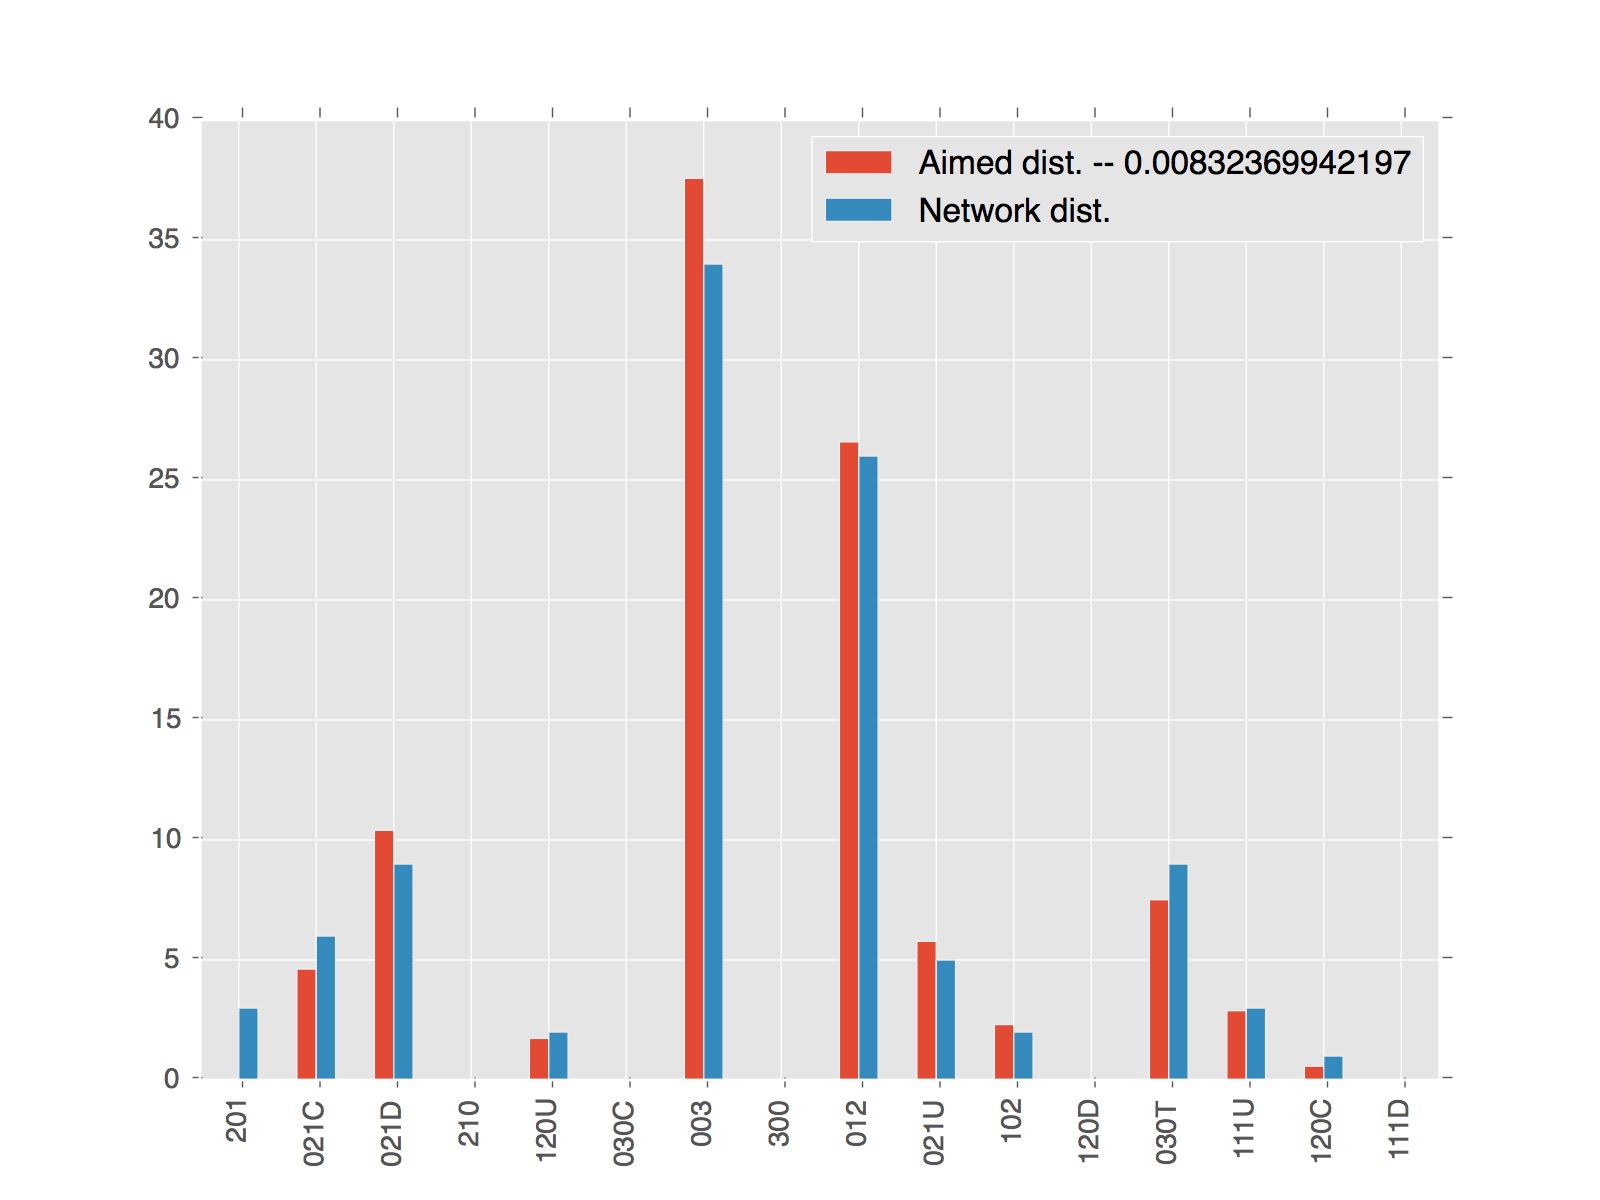 40
35
30
25
20
15
10
5
0
Aimed dist. -- 0.00832369942197
Network dist.
201
021C
021D
210
120U
030C
003
300
012
021U
102
120D
030T
111U
120C
111D